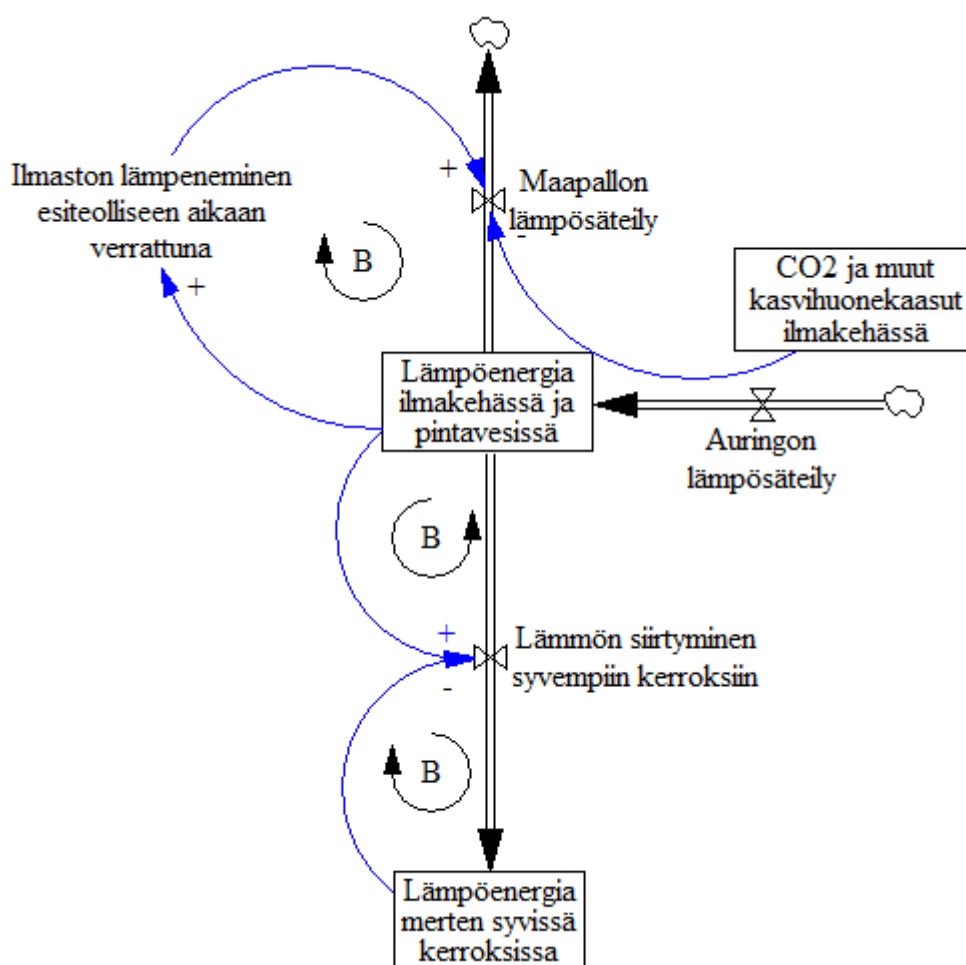 Ilmaston lämpeneminen
esiteolliseen aikaan
verrattuna
+
+
B
Maapallon
lämpösäteily
-
CO2 ja muut
kasvihuonekaasut
ilmakehässä
Lämpöenergia
ilmakehässä ja
pintavesissä
Auringon
lämpösäteily
B
+
-
Lämmön siirtyminen
syvempiin kerroksiin
B
Lämpöenergia
merten syvissä
kerroksissa